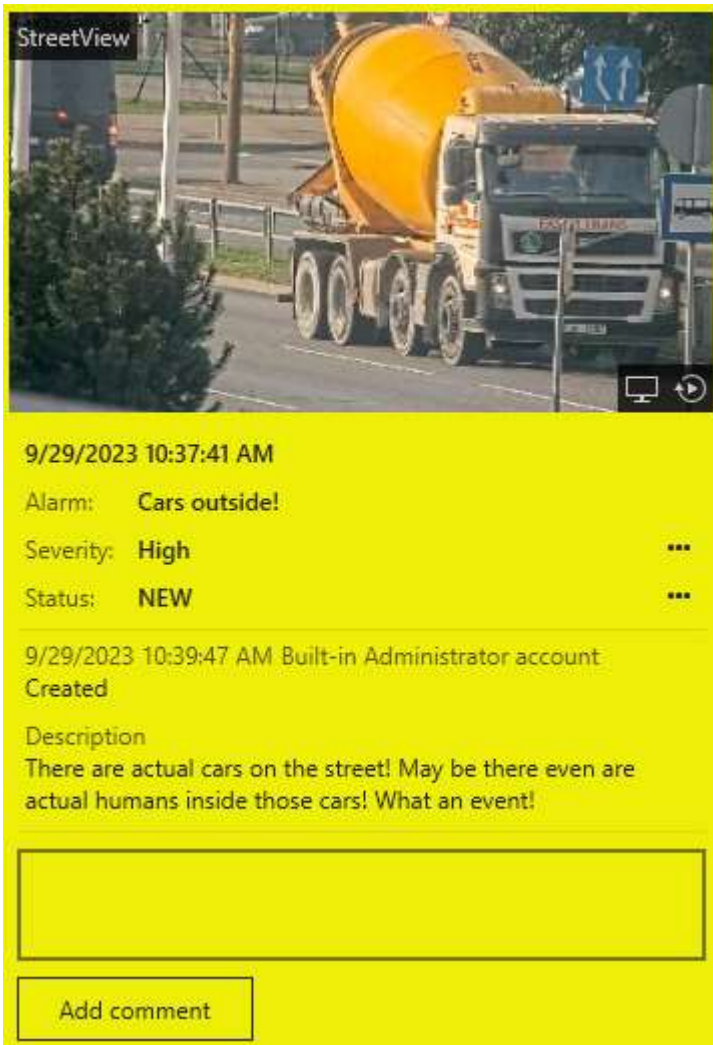 StreetView
9/29/2023 10:37:41 AM
Alarm: Cars outside!
Severity: High
Status: NEW
9/29/2023 10:39:47 AM Built-in Administrator account
Created
Description
There are actual cars on the street! May be there even are
actual humans inside those cars! What an event!
Add comment